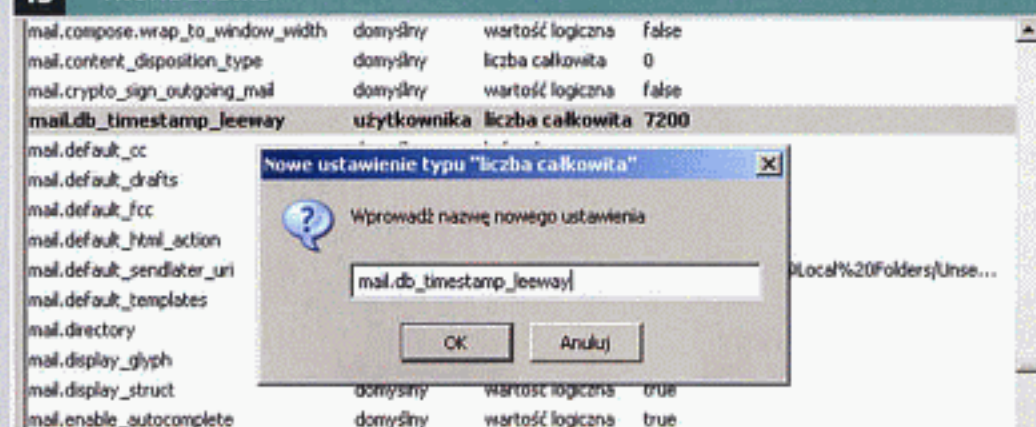 mail.compose.wrap_to_window_width domyślny wartość logiczna false
mail.content_disposition_type domyślny liczba całkowita 0
mail.crypto_sign_outgoing_mail domyślny wartość logiczna false
mail.db_timestamp_leeway użytkownika liczba całkowita 7200
mail.default_cc
Nowe ustawienie typu "liczba całkowita"
mail.default_drafts
mail.default_fcc
Wprowadź nazwę nowego ustawienia
mail.default_html_action
mail.default_sendlater_uri Local%20Folders/Unse...
mail.db_timestamp_leeway
mail.default_templates
mail.directory
OK Anuluj
mail.display_glyph
mail.display_struct domyślny wartość logiczna true
mail.enable_autocomplete domyślny wartość logiczna true